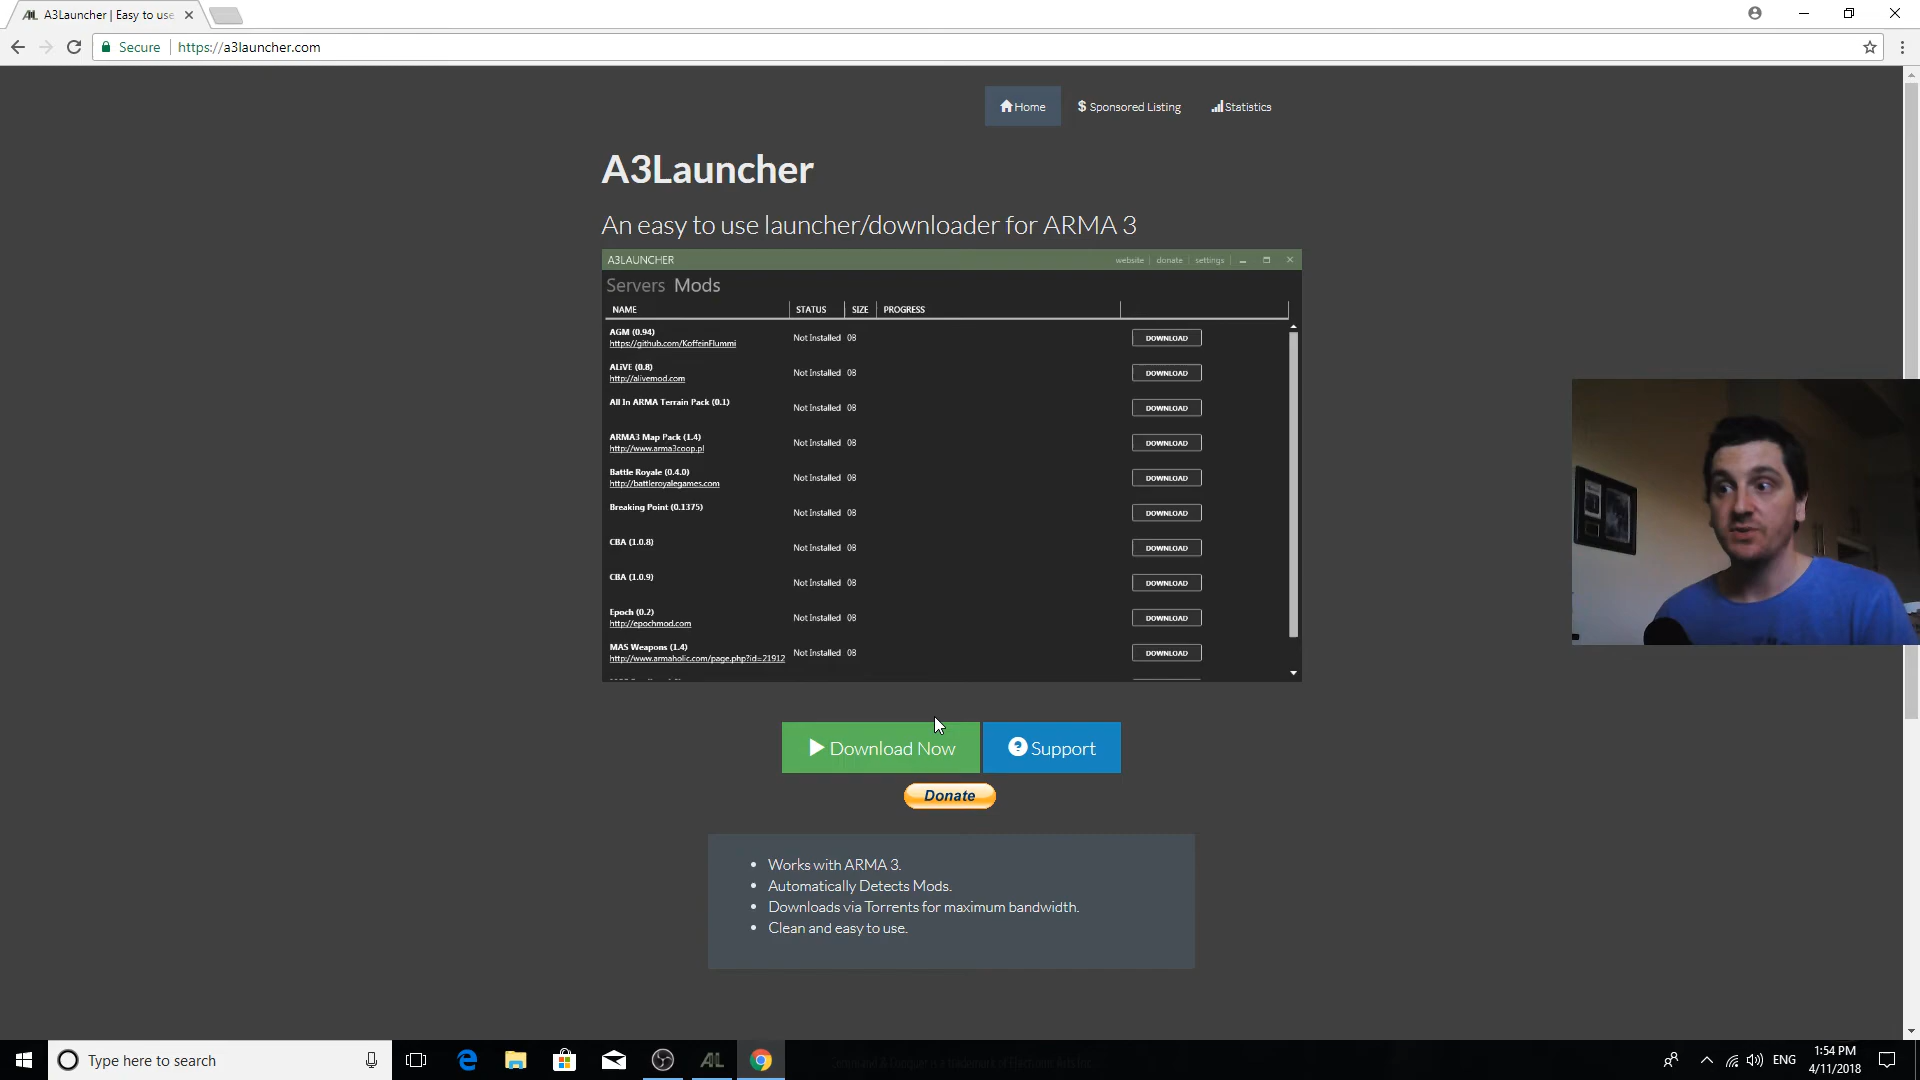 A3Launcher | Easy to use
Secure
https://a3launcher.com
Home
Sponsored Listing
Statistics
A3Launcher
An easy to use launcher/downloader for ARMA 3
A3LAUNCHER
website | donate | settings
Servers Mods
NAME STATUS SIZE PROGRESS
AGM (0.94)
https://github.com/KoffeinFlummi
Not Installed 0B DOWNLOAD
ALiVE (0.8)
http://alivemod.com
Not Installed 0B DOWNLOAD
All In ARMA Terrain Pack (0.1)
Not Installed 0B DOWNLOAD
ARMA3 Map Pack (1.4)
http://www.arma3coop.pl
Not Installed 0B DOWNLOAD
Battle Royale (0.4.0)
http://battleroyalegames.com
Not Installed 0B DOWNLOAD
Breaking Point (0.1375)
Not Installed 0B DOWNLOAD
CBA (1.0.8)
Not Installed 0B DOWNLOAD
CBA (1.0.9)
Not Installed 0B DOWNLOAD
Epoch (0.2)
http://epochmod.com
Not Installed 0B DOWNLOAD
MAS Weapons (1.4)
http://www.armaholic.com/page.php?id=21912
Not Installed 0B DOWNLOAD
Download Now
Support
Donate
Works with ARMA 3.
Automatically Detects Mods.
Downloads via Torrents for maximum bandwidth.
Clean and easy to use.
Type here to search
ENG
1:54 PM
4/11/2018